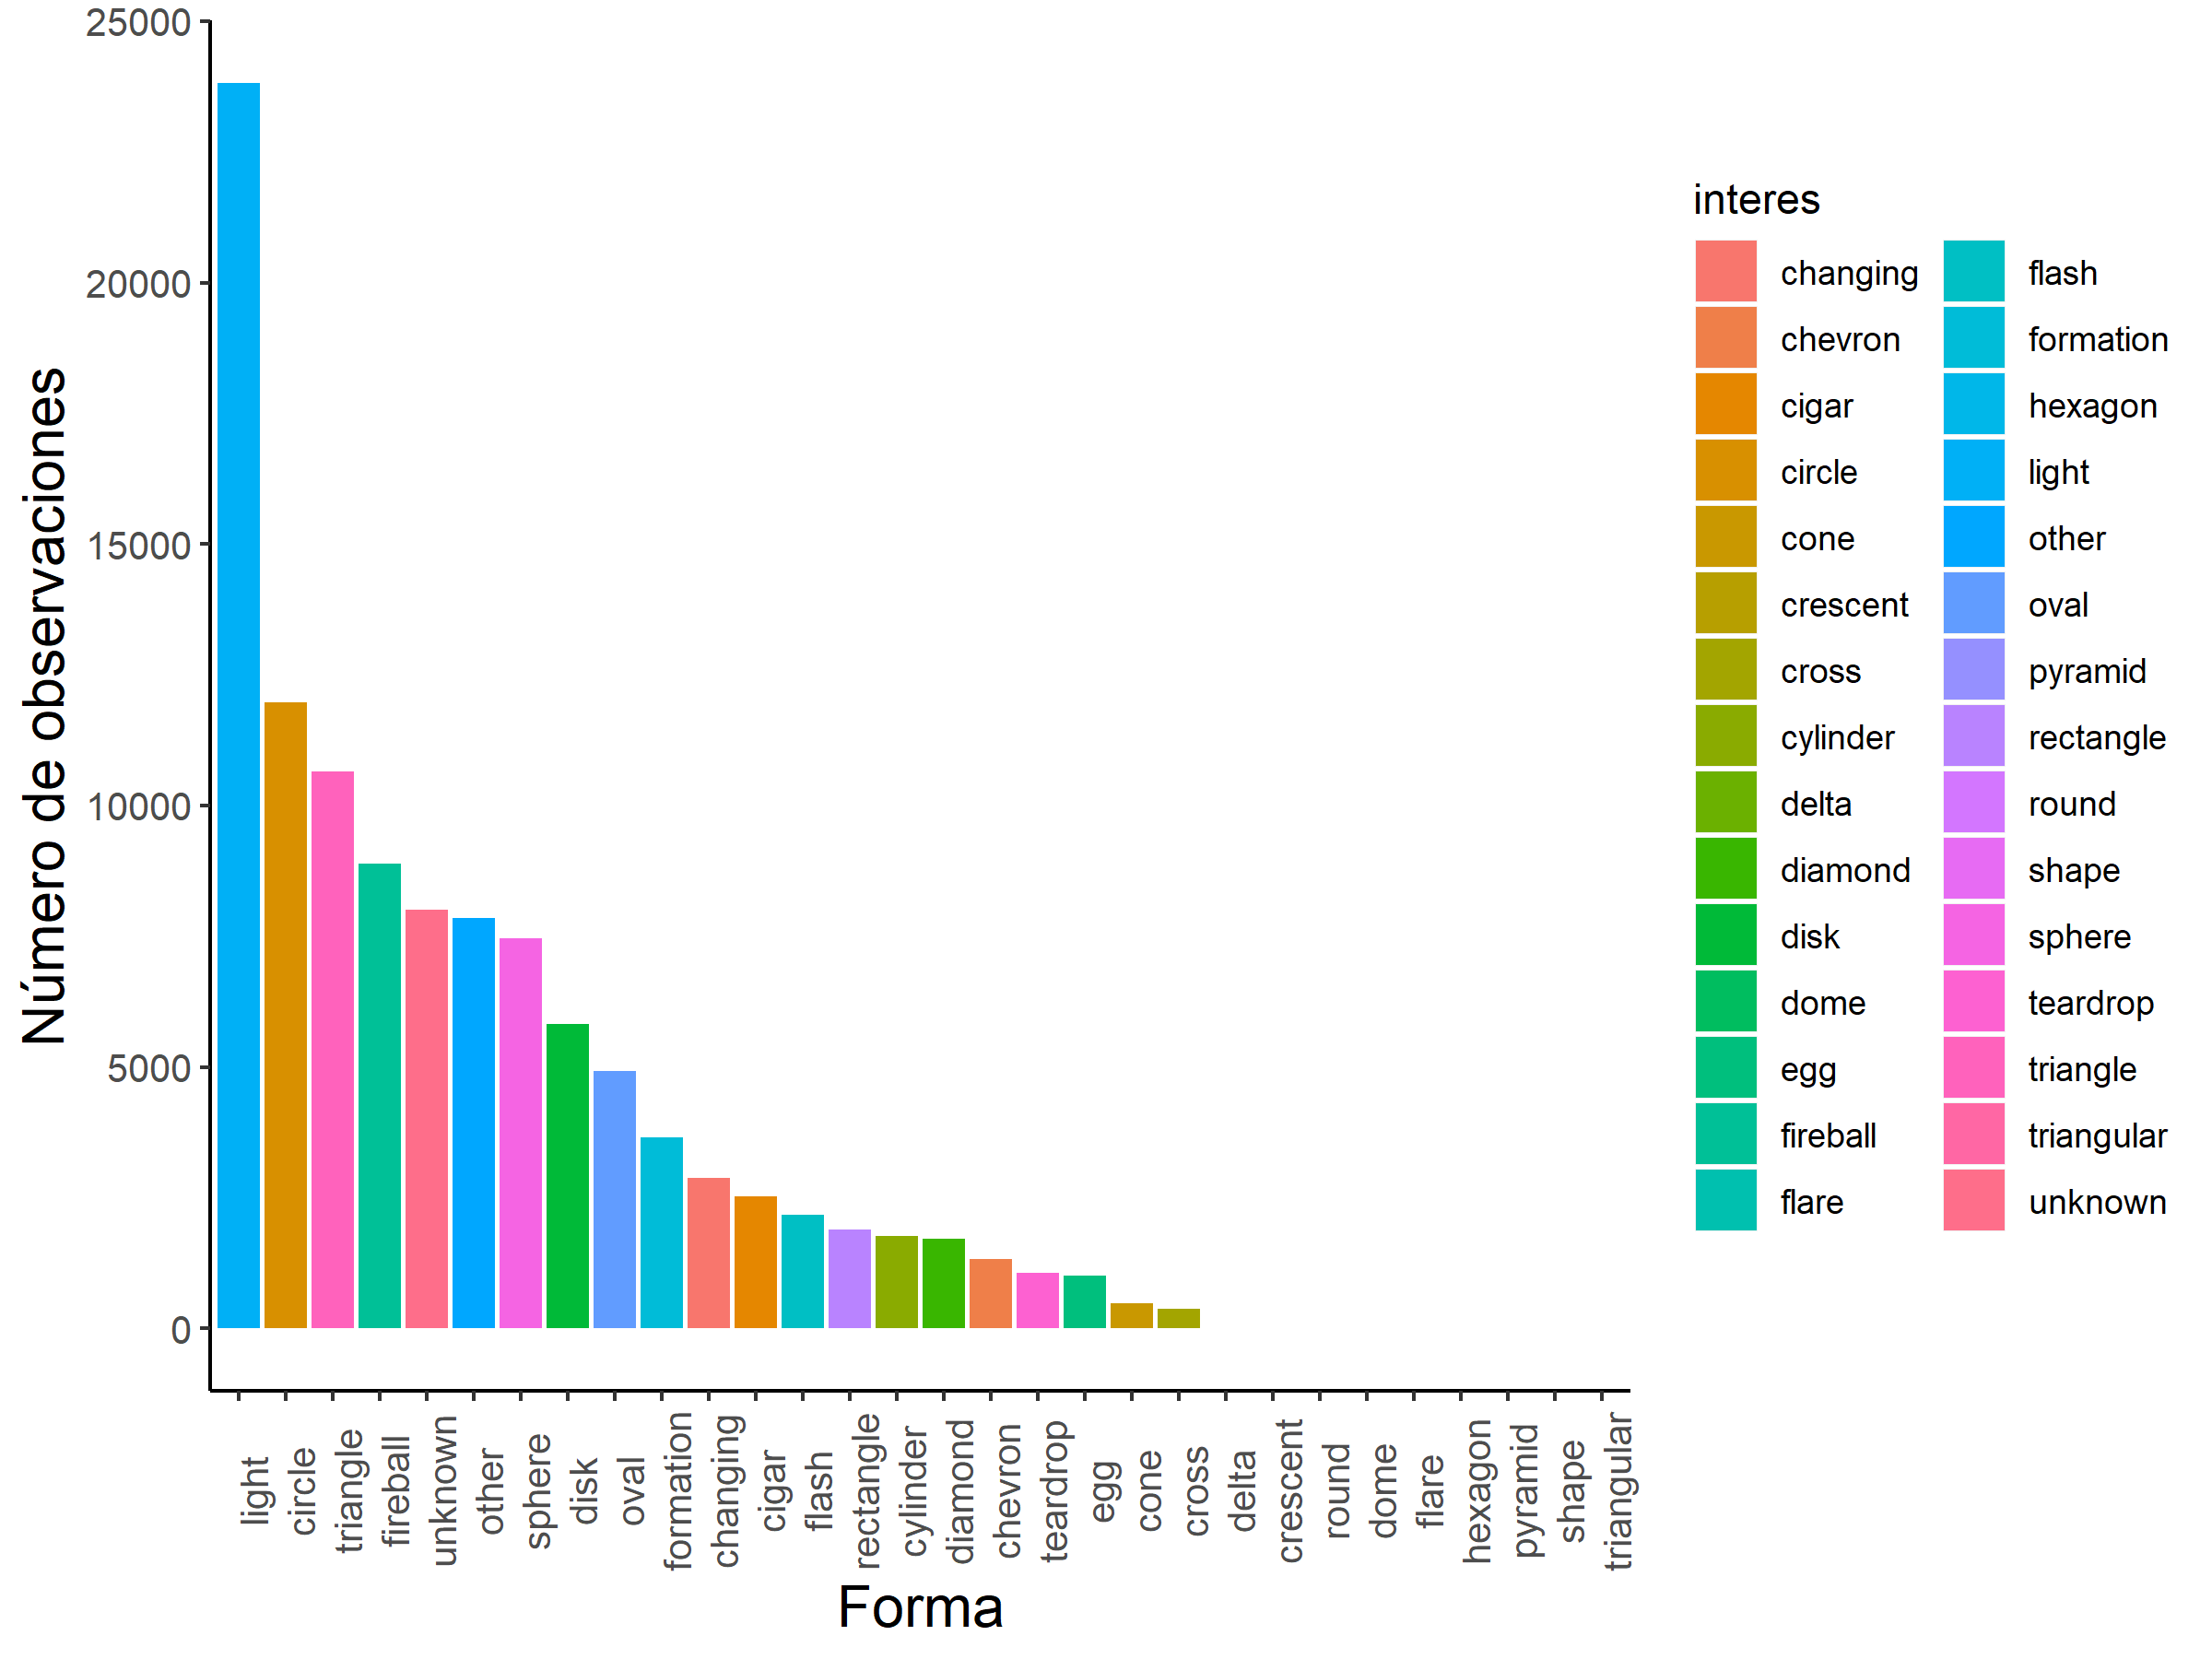 Número de observaciones
25000
20000
15000
10000
5000
0
light
circle
triangle
fireball
unknown
other
sphere
disk
oval
formation
changing
cigar
flash
rectangle
cylinder
diamond
chevron
teardrop
egg
cone
cross
delta
crescent
round
dome
flare
hexagon
pyramid
shape
triangular
Forma
interes
changing
chevron
cigar
circle
cone
crescent
cross
cylinder
delta
diamond
disk
dome
egg
fireball
flare
flash
formation
hexagon
light
other
oval
pyramid
rectangle
round
shape
sphere
teardrop
triangle
triangular
unknown